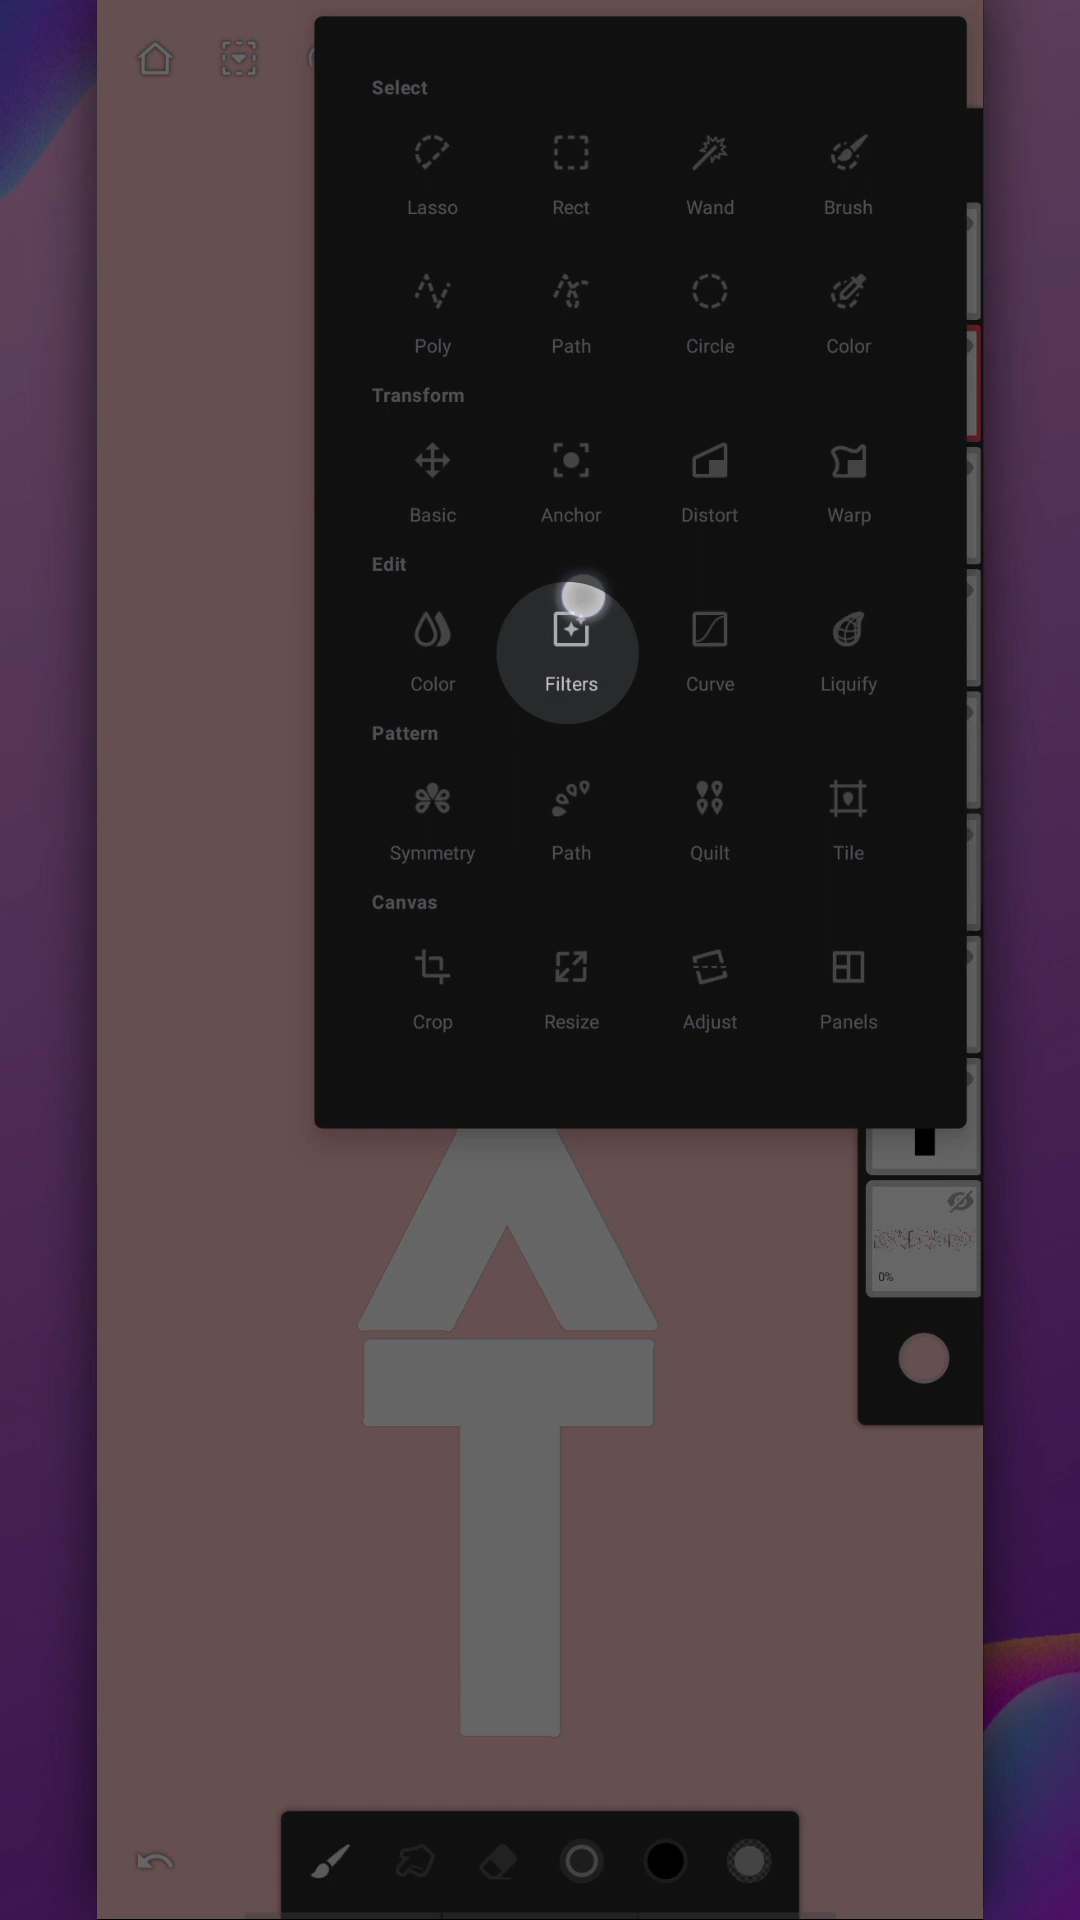 Select
Lasso Rect Wand Brush
Poly Path Circle Color
Transform
Basic Anchor Distort Warp
Edit
Color Filters Curve Liquify
Pattern
Symmetry Path Quilt Tile
Canvas
Crop Resize Adjust Panels
A
T
0%